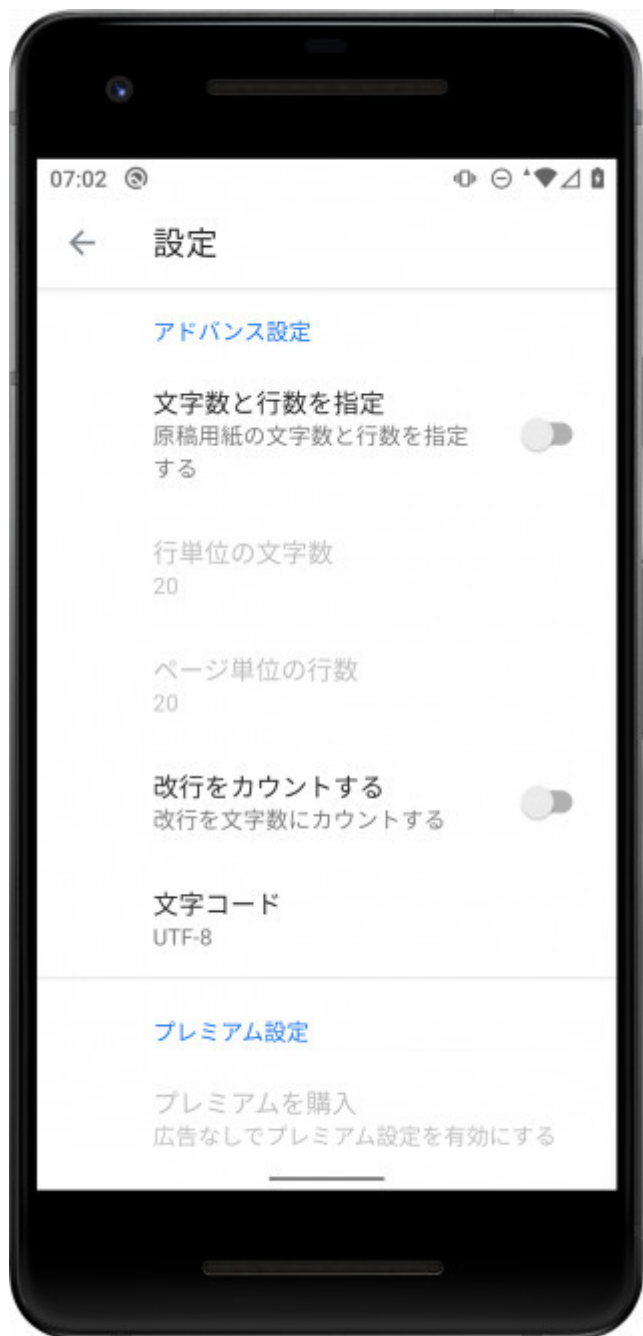 07:02
設定
アドバンス設定
文字数と行数を指定
原稿用紙の文字数と行数を指定
する
行単位の文字数
20
ページ単位の行数
20
改行をカウントする
改行を文字数にカウントする
文字コード
UTF-8
プレミアム設定
プレミアムを購入
広告なしでプレミアム設定を有効にする